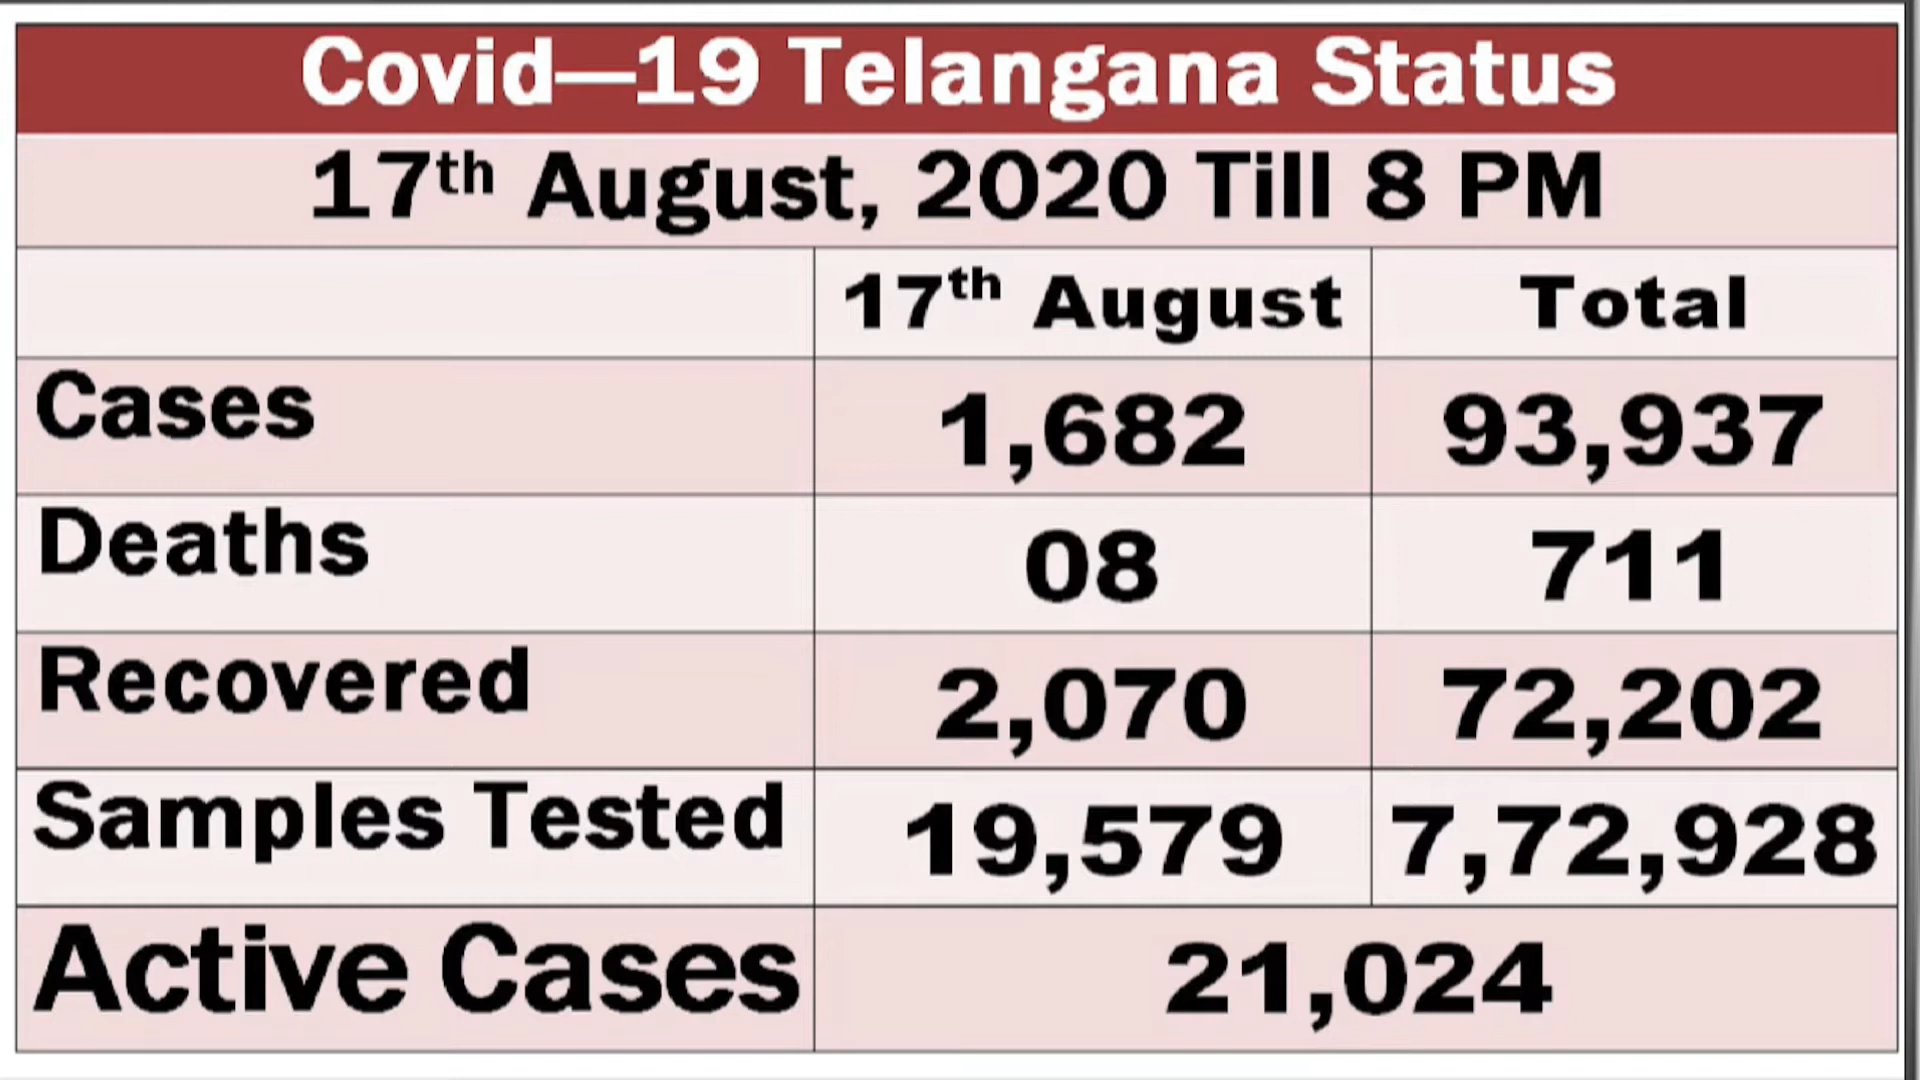 Covid—19 Telangana Status
17th August, 2020 Till 8 PM
17th August Total
Cases 1,682 93,937
Deaths 08 711
Recovered 2,070 72,202
Samples Tested 19,579 7,72,928
Active Cases 21,024